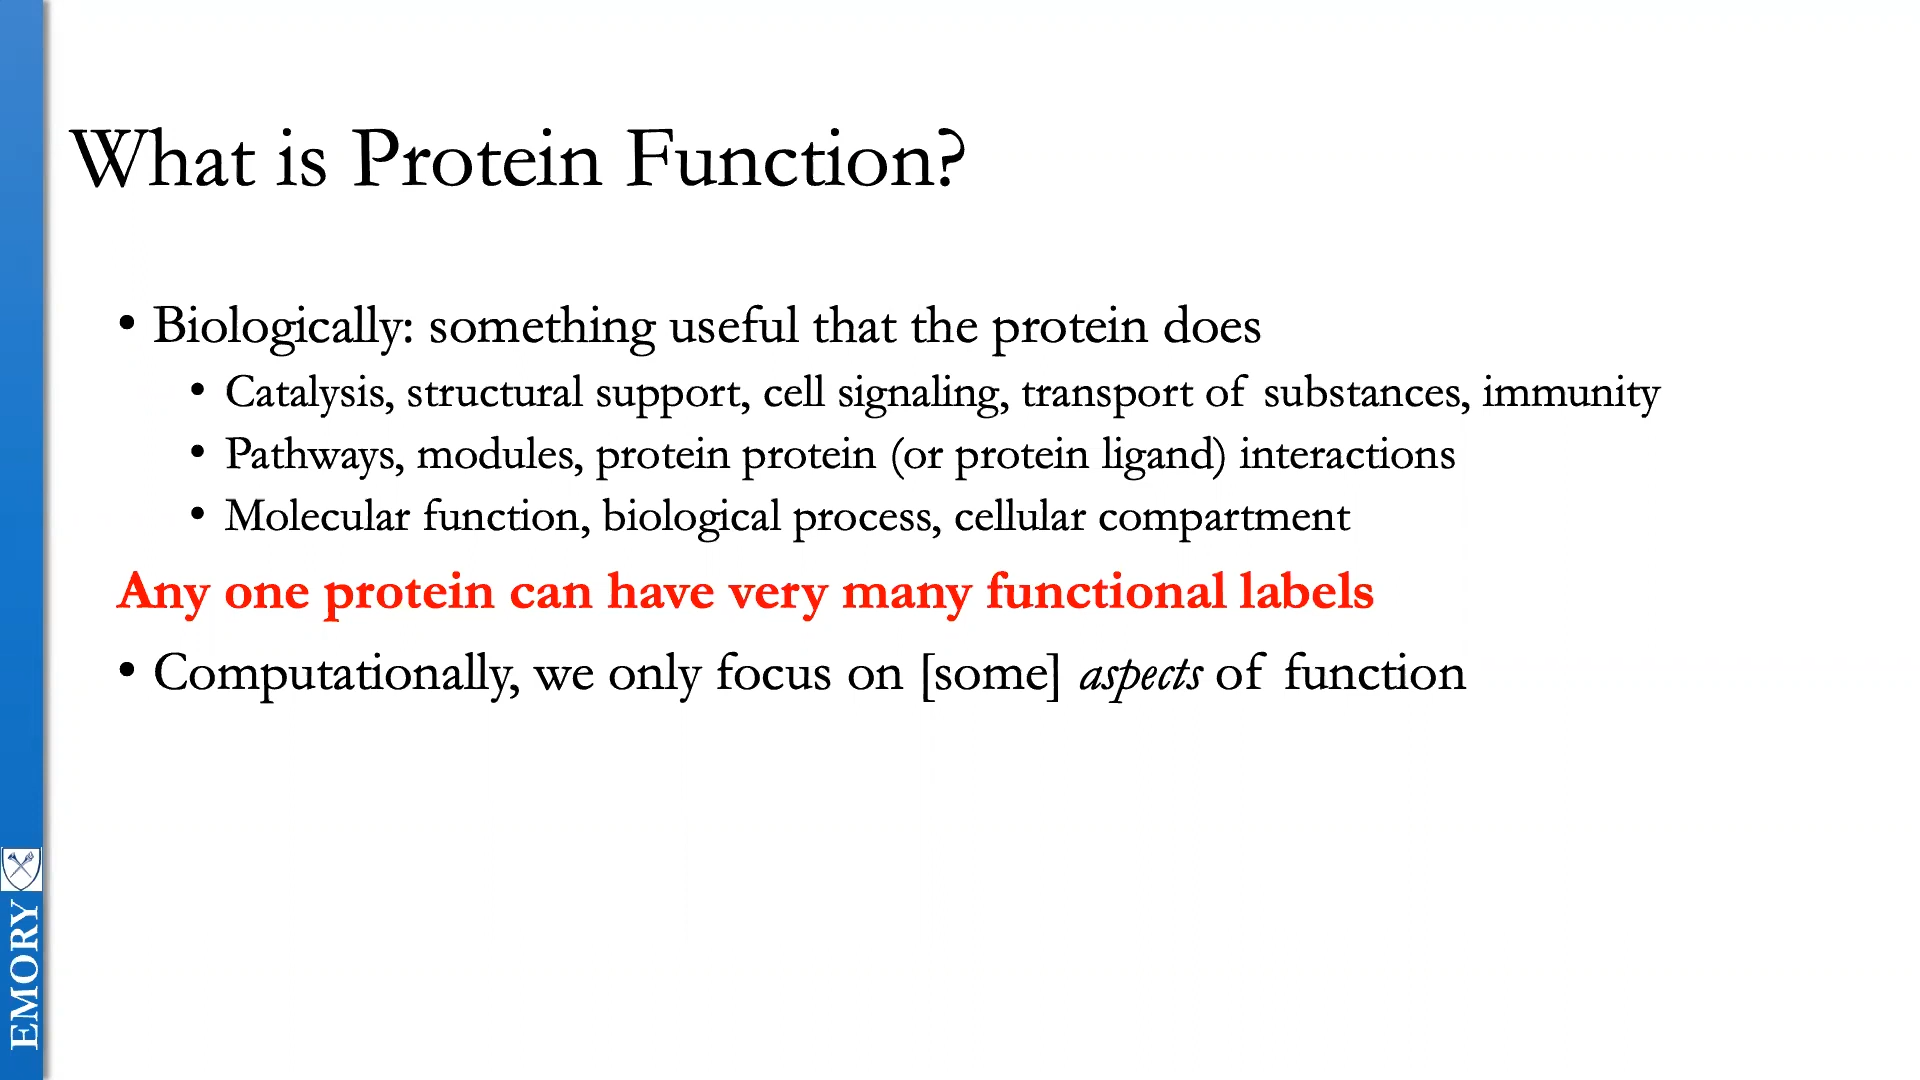 What is Protein Function?
• Biologically: something useful that the protein does
• Catalysis, structural support, cell signaling, transport of substances, immunity
• Pathways, modules, protein protein (or protein ligand) interactions
• Molecular function, biological process, cellular compartment
Any one protein can have very many functional labels
• Computationally, we only focus on [some] aspects of function
EMORY